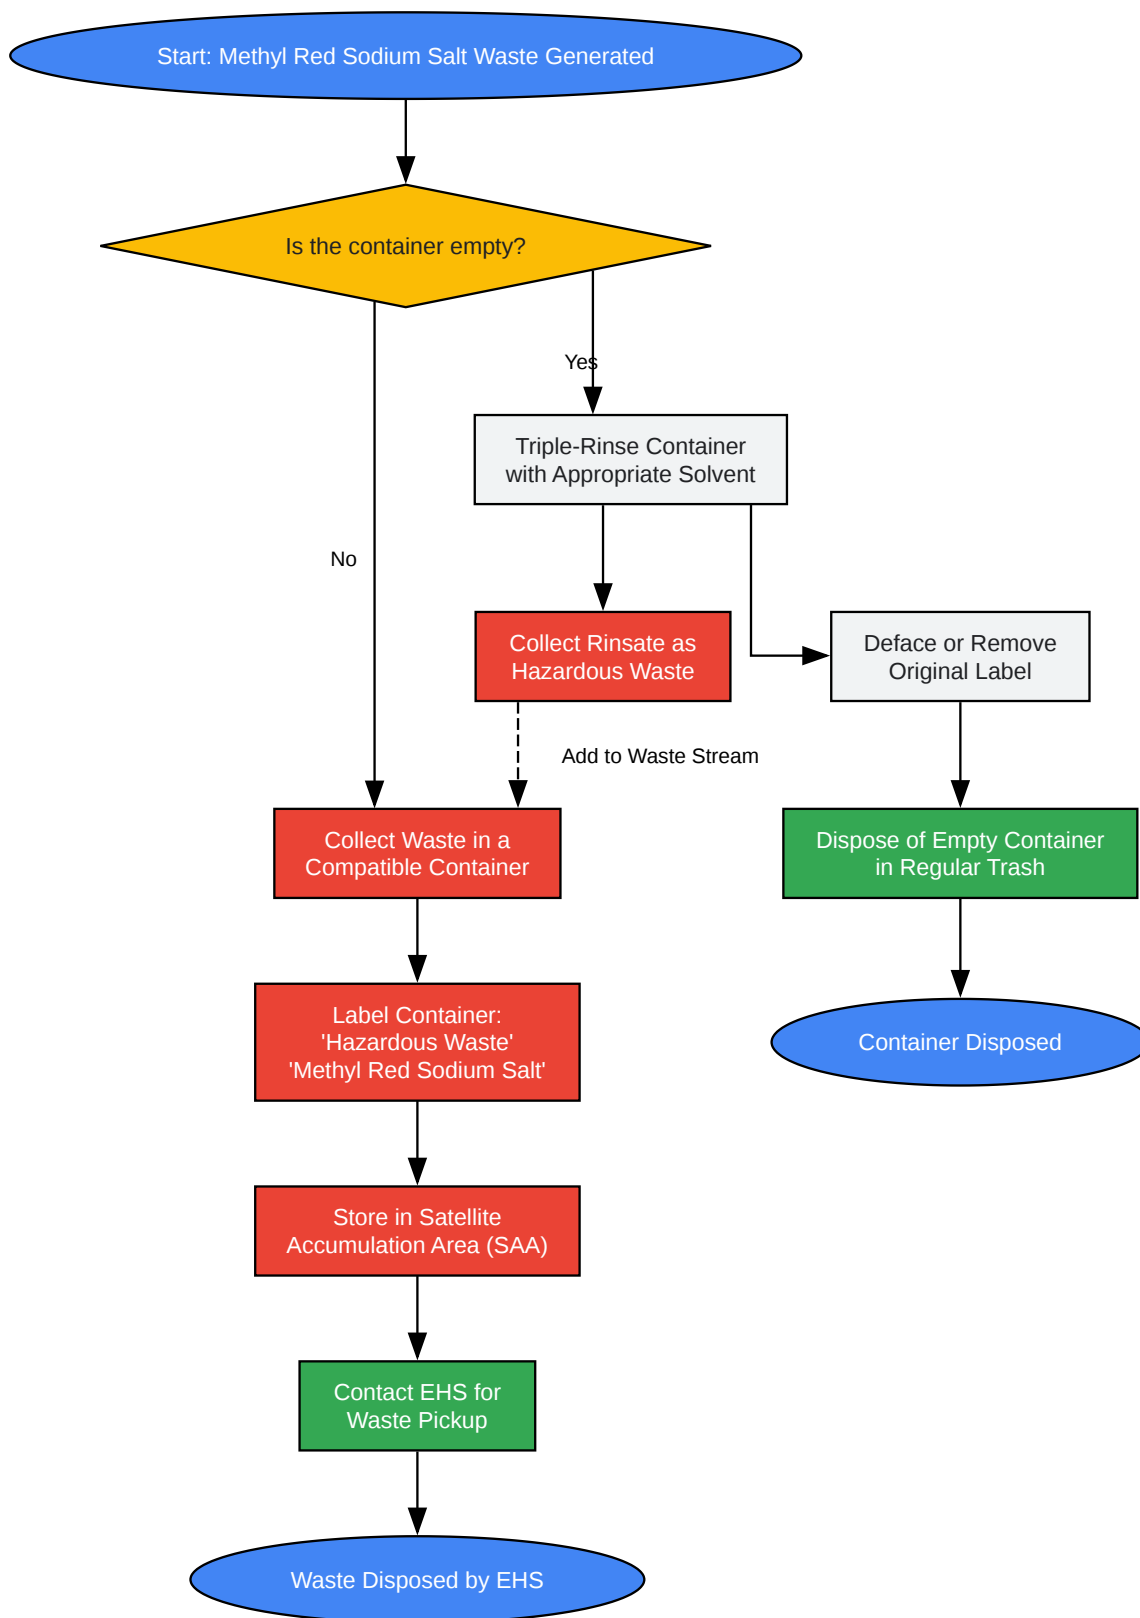 Start: Methyl Red Sodium Salt Waste Generated
Is the container empty?
Yes
Triple-Rinse Container
with Appropriate Solvent
No
Collect Rinsate as
Hazardous Waste
Deface or Remove
Original Label
Add to Waste Stream
Collect Waste in a
Compatible Container
Dispose of Empty Container
in Regular Trash
Label Container:
'Hazardous Waste'
'Methyl Red Sodium Salt'
Container Disposed
Store in Satellite
Accumulation Area (SAA)
Contact EHS for
Waste Pickup
Waste Disposed by EHS